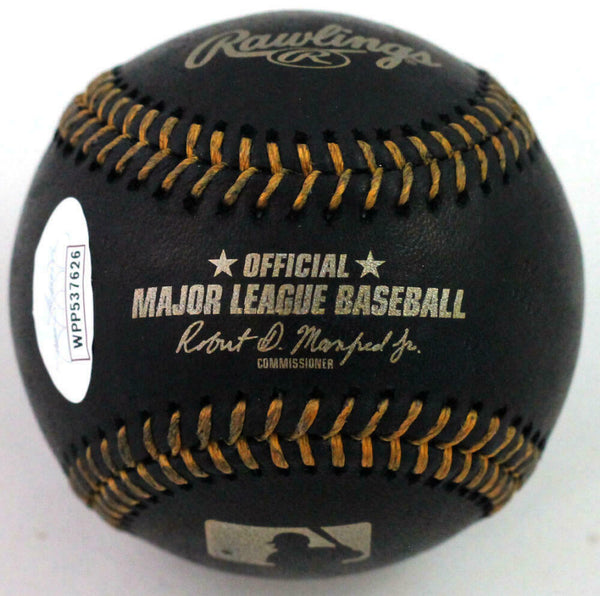 Rawlings
R
★ OFFICIAL ★
MAJOR LEAGUE BASEBALL
Robert D. Manfred Jr.
COMMISSIONER
WPP537626